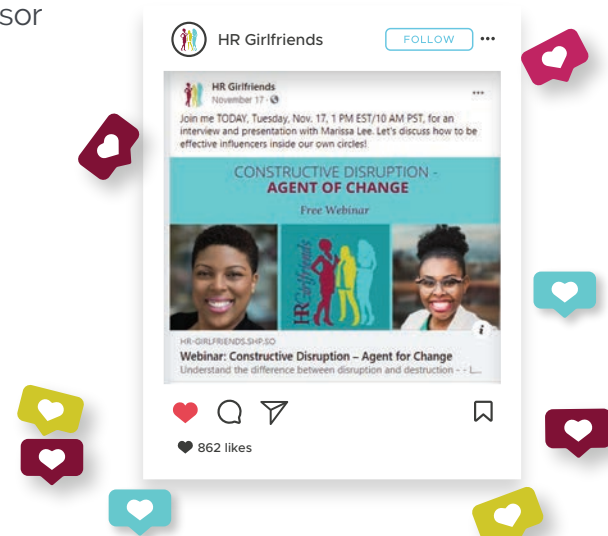 sor
HR Girlfriends
FOLLOW
HR Girlfriends
November 17 ·
Join me TODAY, Tuesday, Nov. 17, 1 PM EST/10 AM PST, for an
interview and presentation with Marissa Lee. Let's discuss how to be
effective influencers inside our own circles!
CONSTRUCTIVE DISRUPTION -
AGENT OF CHANGE
Free Webinar
HRGirlfriends
i
HR-GIRLFRIENDS.SHP.SO
Webinar: Constructive Disruption – Agent for Change
Understand the difference between disruption and destruction - - L...
862 likes